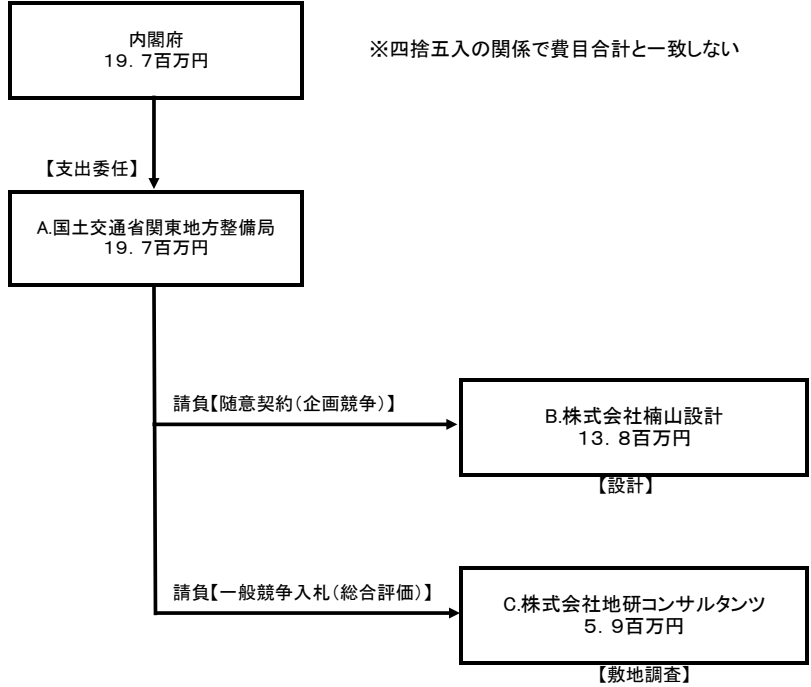 内閣府
19．7百万円
※四捨五入の関係で費目合計と一致しない
【支出委任】
A.国土交通省関東地方整備局
19．7百万円
請負【随意契約（企画競争）】
B.株式会社楠山設計
13．8百万円
【設計】
請負【一般競争入札（総合評価）】
C.株式会社地研コンサルタンツ
5．9百万円
【敷地調査】